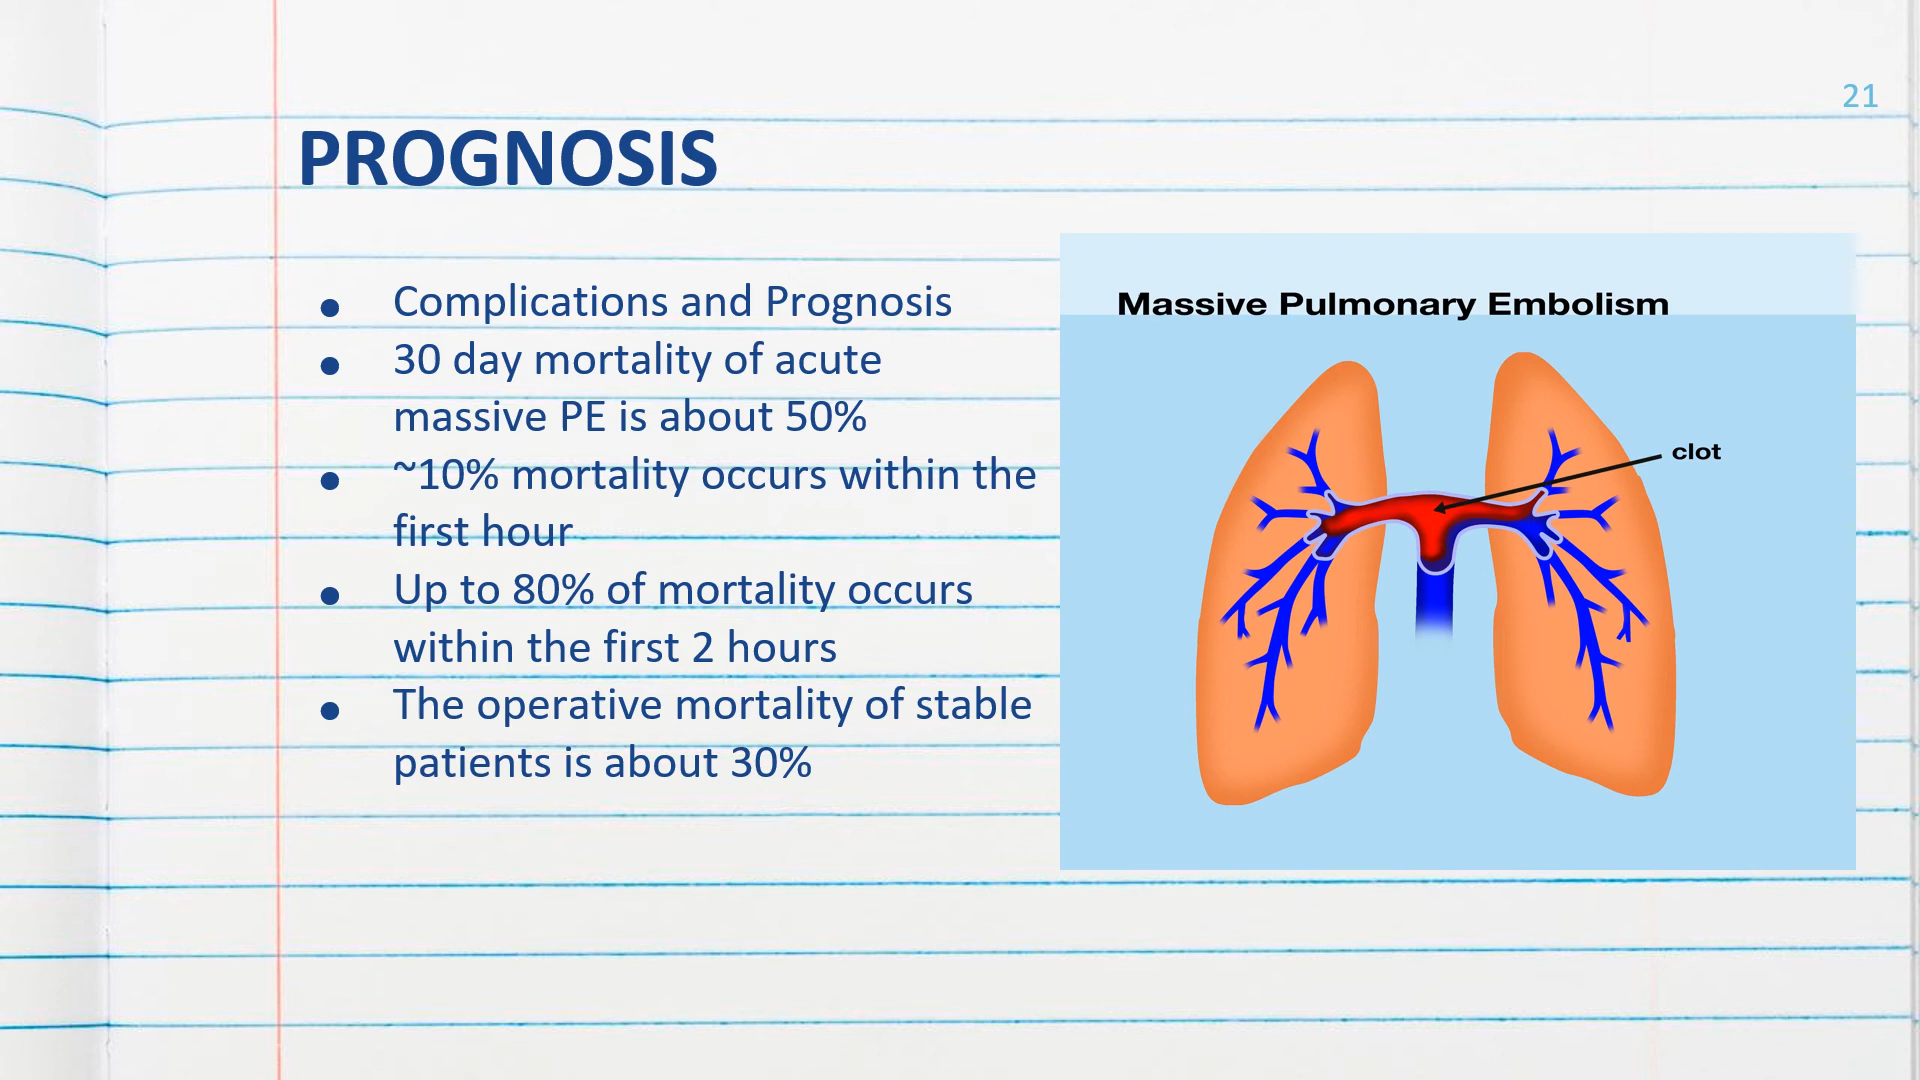 21
PROGNOSIS
● Complications and Prognosis
● 30 day mortality of acute
massive PE is about 50%
● ~10% mortality occurs within the
first hour
● Up to 80% of mortality occurs
within the first 2 hours
● The operative mortality of stable
patients is about 30%
Massive Pulmonary Embolism
clot